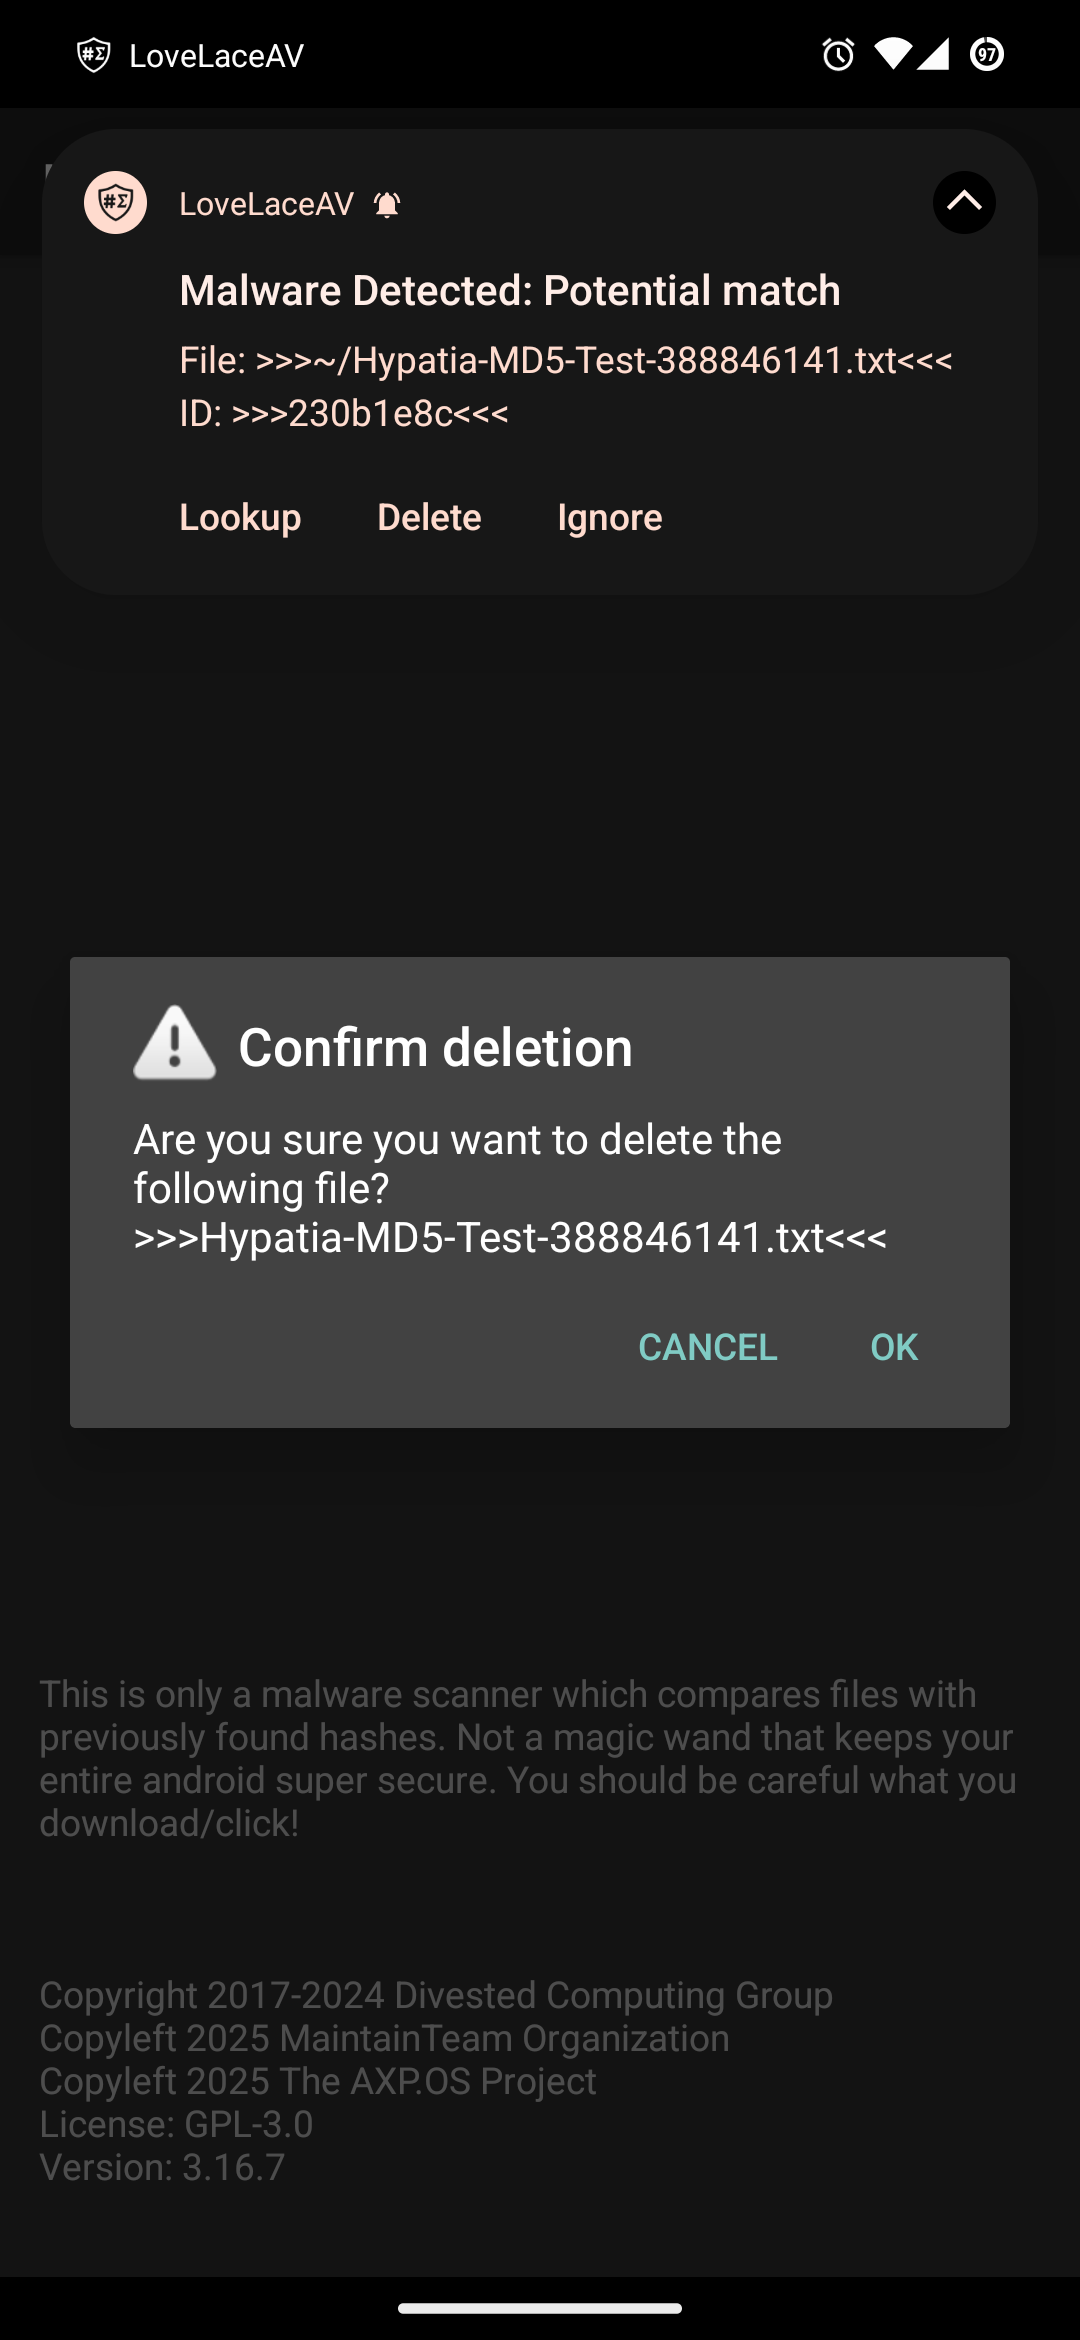 LoveLaceAV
97
LoveLaceAV
Malware Detected: Potential match
File: >>>~/Hypatia-MD5-Test-388846141.txt<<<
ID: >>>230b1e8c<<<
Lookup Delete Ignore
Confirm deletion
Are you sure you want to delete the
following file?
>>>Hypatia-MD5-Test-388846141.txt<<<
CANCEL OK
This is only a malware scanner which compares files with
previously found hashes. Not a magic wand that keeps your
entire android super secure. You should be careful what you
download/click!
Copyright 2017-2024 Divested Computing Group
Copyleft 2025 MaintainTeam Organization
Copyleft 2025 The AXP.OS Project
License: GPL-3.0
Version: 3.16.7